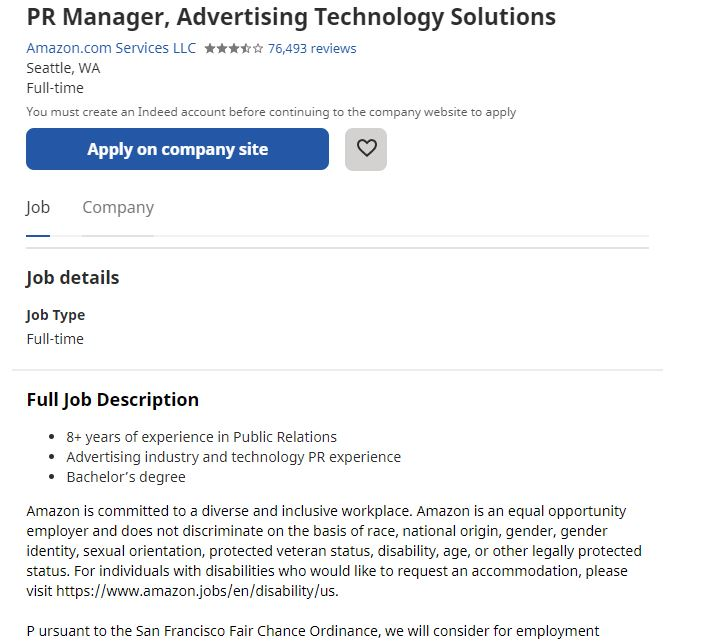 PR Manager, Advertising Technology Solutions
Amazon.com Services LLC 76,493 reviews
Seattle, WA
Full-time
You must create an Indeed account before continuing to the company website to apply
Apply on company site
Job Company
Job details
Job Type
Full-time
Full Job Description
• 8+ years of experience in Public Relations
• Advertising industry and technology PR experience
• Bachelor’s degree
Amazon is committed to a diverse and inclusive workplace. Amazon is an equal opportunity
employer and does not discriminate on the basis of race, national origin, gender, gender
identity, sexual orientation, protected veteran status, disability, age, or other legally protected
status. For individuals with disabilities who would like to request an accommodation, please
visit https://www.amazon.jobs/en/disability/us.
P ursuant to the San Francisco Fair Chance Ordinance, we will consider for employment